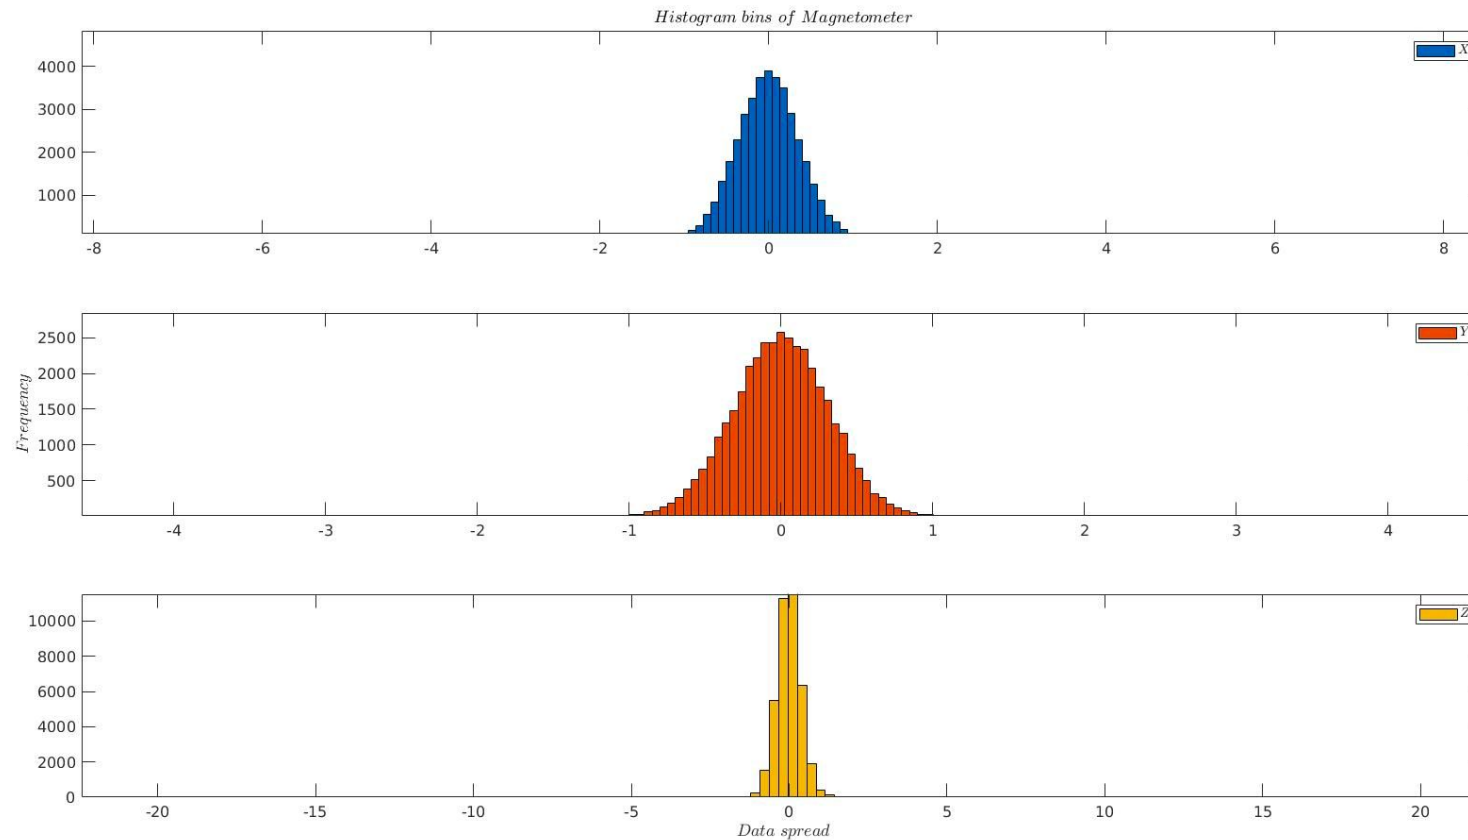 Histogram bins of Magnetometer
4000
3000
2000
1000
X
-8 -6 -4 -2 0 2 4 6 8
Frequency
2500
2000
1500
1000
500
Y
-4 -3 -2 -1 0 1 2 3 4
10000
8000
6000
4000
2000
0
Z
-20 -15 -10 -5 0 5 10 15 20
Data spread